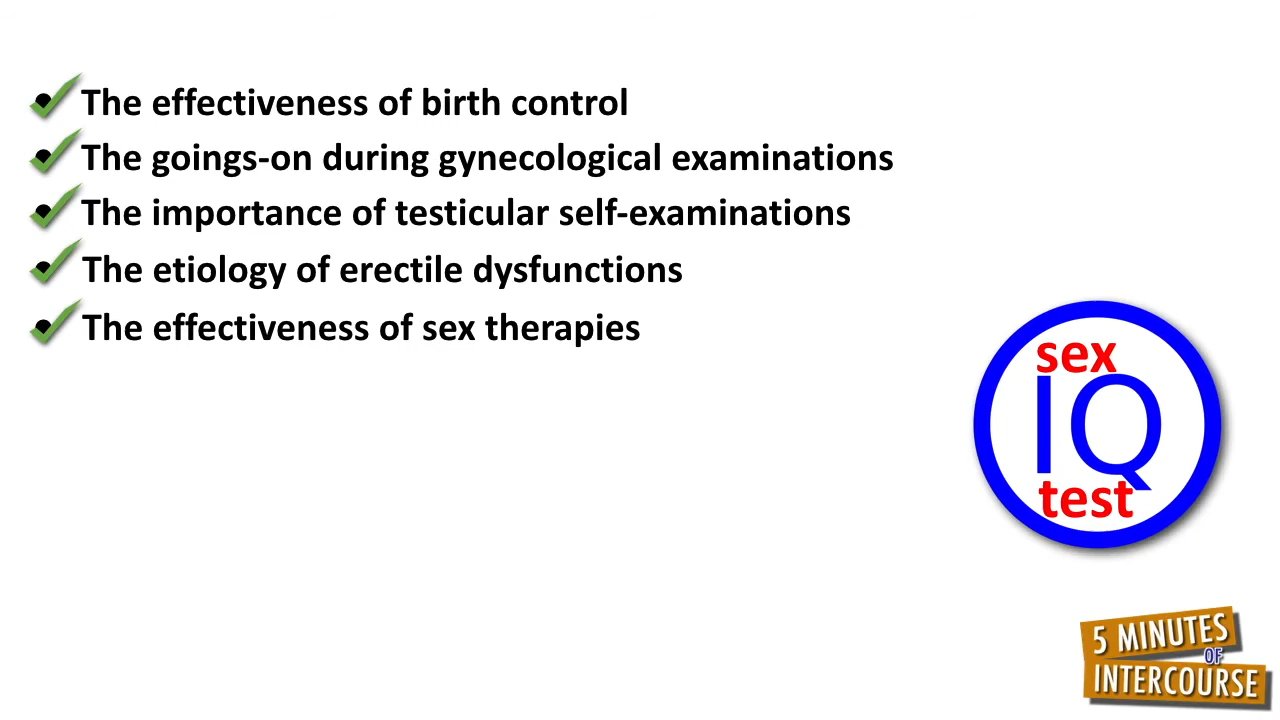 The effectiveness of birth control
The goings-on during gynecological examinations
The importance of testicular self-examinations
The etiology of erectile dysfunctions
The effectiveness of sex therapies
sex
IQ
test
5 MINUTES
OF
INTERCOURSE